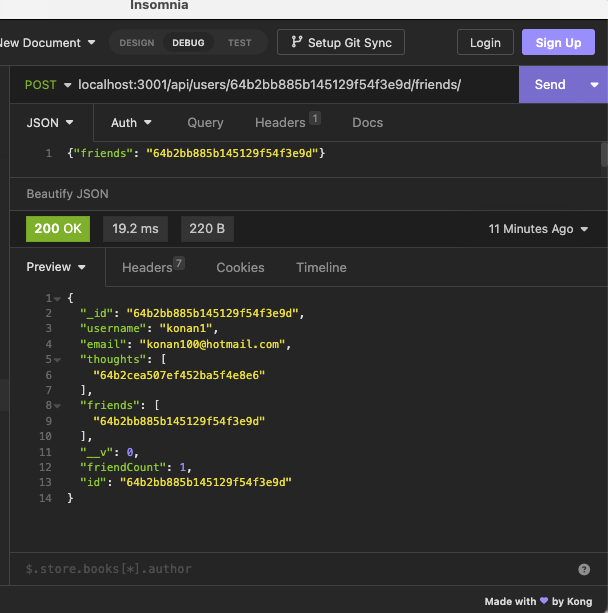 Insomnia
New Document
DESIGN DEBUG TEST
Setup Git Sync
Login
Sign Up
POST localhost:3001/api/users/64b2bb885b145129f54f3e9d/friends/
Send
JSON Auth Query Headers 1 Docs
1 {"friends": "64b2bb885b145129f54f3e9d"}
Beautify JSON
200 OK 19.2 ms 220 B 11 Minutes Ago
Preview Headers 7 Cookies Timeline
1 {
2 "_id": "64b2bb885b145129f54f3e9d",
3 "username": "konan1",
4 "email": "konan100@hotmail.com",
5 "thoughts": [
6 "64b2cea507ef452ba5f4e8e6"
7 ],
8 "friends": [
9 "64b2bb885b145129f54f3e9d"
10 ],
11 "__v": 0,
12 "friendCount": 1,
13 "id": "64b2bb885b145129f54f3e9d"
14 }
$.store.books[*].author
?
Made with 💜 by Kong